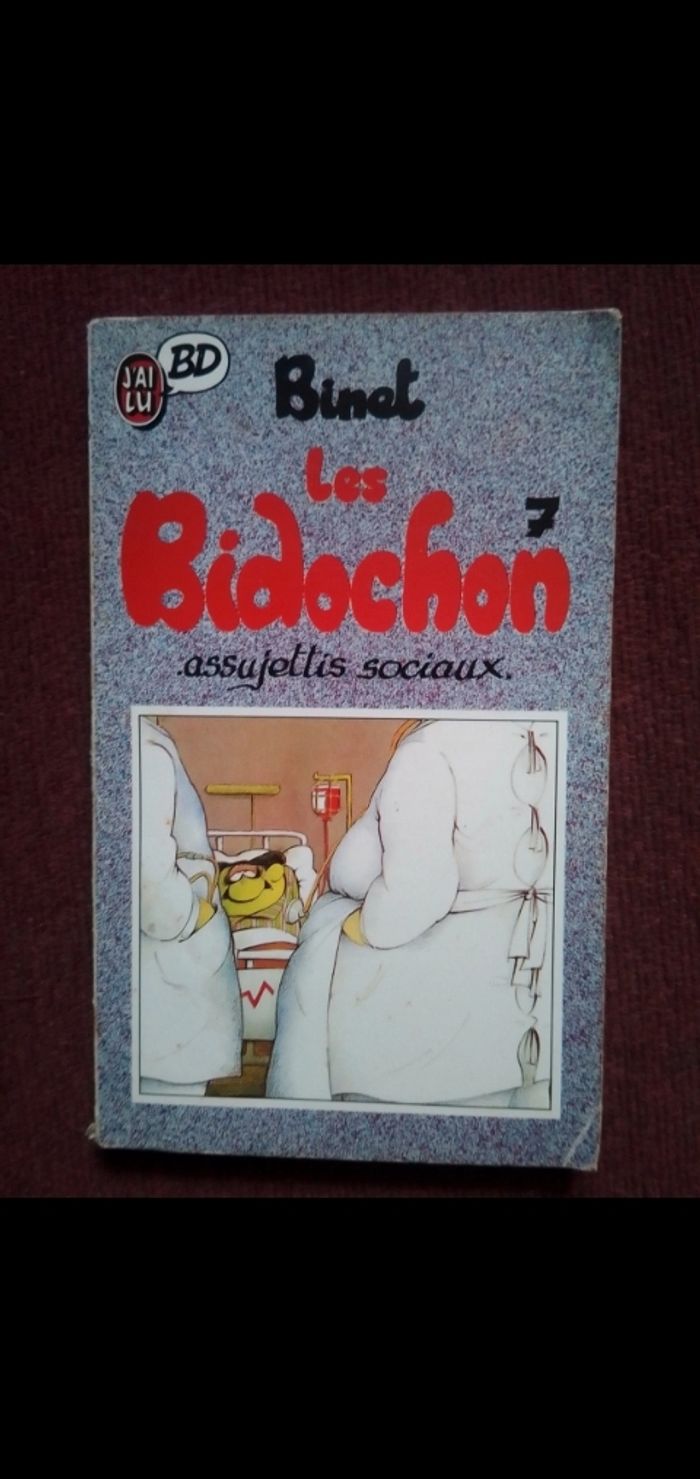 J'AI
LU
BD
Binet
Les
Bidochon
7
.assujettis sociaux.